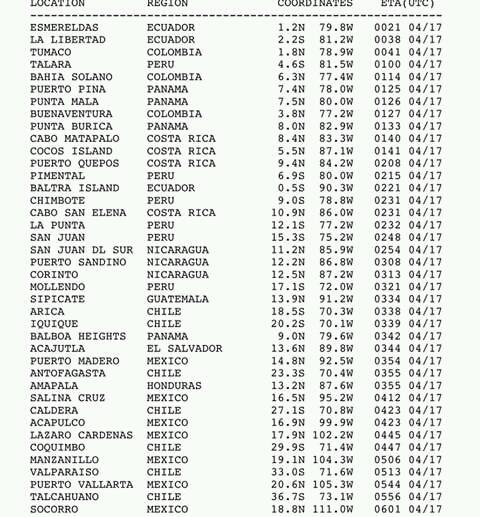 LOCATION REGION COORDINATES ETA(UTC)
------------------------------------------------------------
ESMERELDAS ECUADOR 1.2N 79.8W 0021 04/17
LA LIBERTAD ECUADOR 2.2S 81.2W 0038 04/17
TUMACO COLOMBIA 1.8N 78.9W 0041 04/17
TALARA PERU 4.6S 81.5W 0100 04/17
BAHIA SOLANO COLOMBIA 6.3N 77.4W 0114 04/17
PUERTO PINA PANAMA 7.4N 78.0W 0125 04/17
PUNTA MALA PANAMA 7.5N 80.0W 0126 04/17
BUENAVENTURA COLOMBIA 3.8N 77.2W 0127 04/17
PUNTA BURICA PANAMA 8.0N 82.9W 0133 04/17
CABO MATAPALO COSTA RICA 8.4N 83.3W 0140 04/17
COCOS ISLAND COSTA RICA 5.5N 87.1W 0141 04/17
PUERTO QUEPOS COSTA RICA 9.4N 84.2W 0208 04/17
PIMENTAL PERU 6.9S 80.0W 0215 04/17
BALTRA ISLAND ECUADOR 0.5S 90.3W 0221 04/17
CHIMBOTE PERU 9.0S 78.8W 0231 04/17
CABO SAN ELENA COSTA RICA 10.9N 86.0W 0231 04/17
LA PUNTA PERU 12.1S 77.2W 0232 04/17
SAN JUAN PERU 15.3S 75.2W 0248 04/17
SAN JUAN DL SUR NICARAGUA 11.2N 85.9W 0254 04/17
PUERTO SANDINO NICARAGUA 12.2N 86.8W 0308 04/17
CORINTO NICARAGUA 12.5N 87.2W 0313 04/17
MOLLENDO PERU 17.1S 72.0W 0321 04/17
SIPICATE GUATEMALA 13.9N 91.2W 0334 04/17
ARICA CHILE 18.5S 70.3W 0338 04/17
IQUIQUE CHILE 20.2S 70.1W 0339 04/17
BALBOA HEIGHTS PANAMA 9.0N 79.6W 0342 04/17
ACAJUTLA EL SALVADOR 13.6N 89.8W 0344 04/17
PUERTO MADERO MEXICO 14.8N 92.5W 0354 04/17
ANTOFAGASTA CHILE 23.3S 70.4W 0355 04/17
AMAPALA HONDURAS 13.2N 87.6W 0355 04/17
SALINA CRUZ MEXICO 16.5N 95.2W 0412 04/17
CALDERA CHILE 27.1S 70.8W 0423 04/17
ACAPULCO MEXICO 16.9N 99.9W 0423 04/17
LAZARO CARDENAS MEXICO 17.9N 102.2W 0445 04/17
COQUIMBO CHILE 29.9S 71.4W 0447 04/17
MANZANILLO MEXICO 19.1N 104.3W 0506 04/17
VALPARAISO CHILE 33.0S 71.6W 0513 04/17
PUERTO VALLARTA MEXICO 20.6N 105.3W 0544 04/17
TALCAHUANO CHILE 36.7S 73.1W 0556 04/17
SOCORRO MEXICO 18.8N 111.0W 0601 04/17